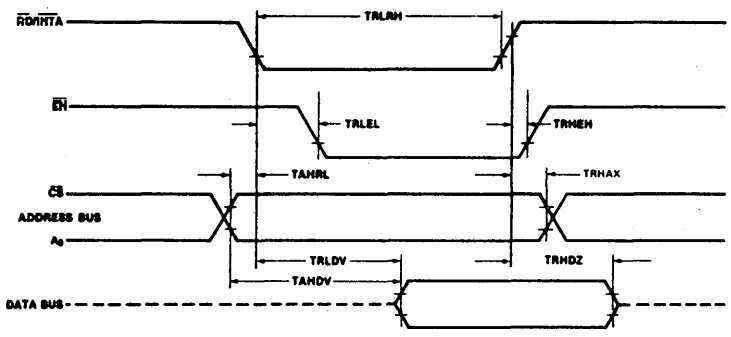 TRLRH
RD/INTA
EN
TRLEL
TRHEH
TAHRL
TRHAX
CS
ADDRESS BUS
A₀
TRLDV
TRHDZ
TAHDV
DATA BUS